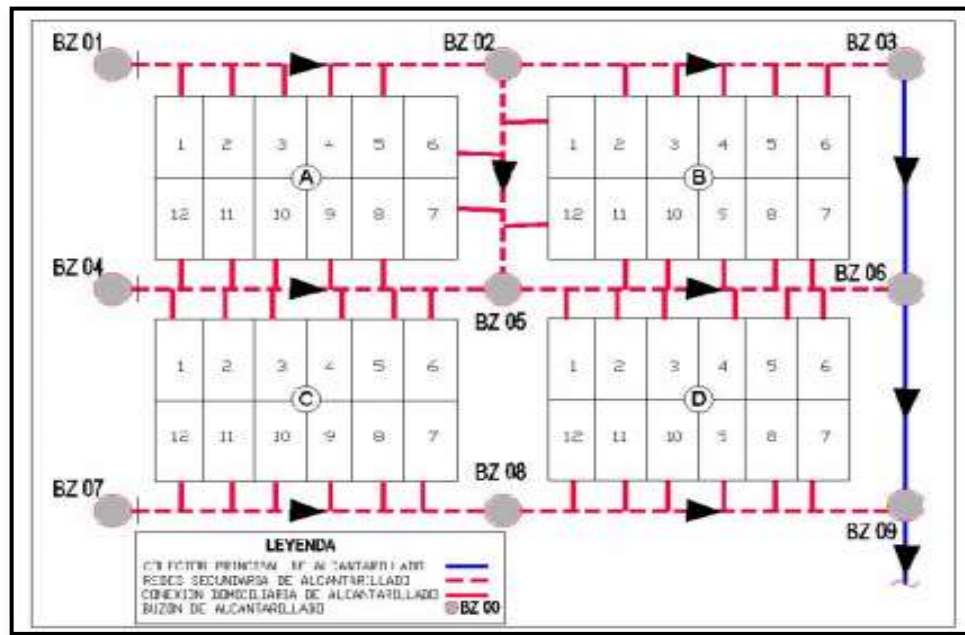 BZ 01 BZ 02 BZ 03
1 2 3 4 5 6
A
12 11 10 9 8 7
1 2 3 4 5 6
B
12 11 10 9 8 7
BZ 04 BZ 05 BZ 06
1 2 3 4 5 6
C
12 11 10 9 8 7
1 2 3 4 5 6
D
12 11 10 9 8 7
BZ 07 BZ 08 BZ 09
LEYENDA
COLECTOR PRINCIPAL DE ALCANTARILLADO
REDES SECUNDARIA DE ALCANTARILLADO
CONEXION DOMICILIARIA DE ALCANTARILLADO
BUZON DE ALCANTARILLADO BZ 00